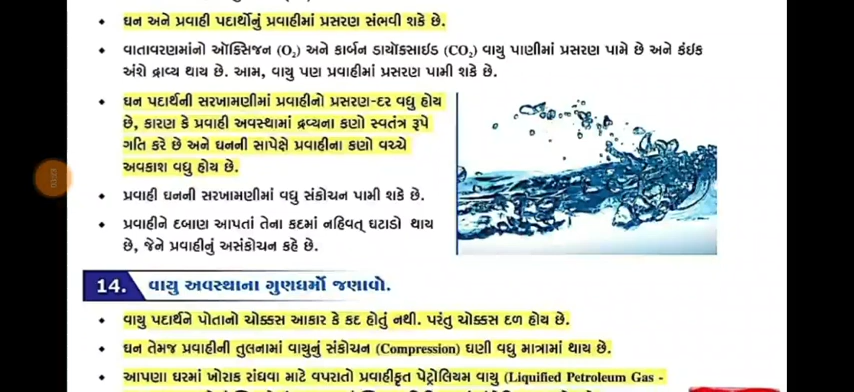 • ઘન અને પ્રવાહી પદાર્થોનું પ્રવાહીમાં પ્રસરણ સંભવી શકે છે.
• વાતાવરણમાંનો ઑક્સિજન (O₂) અને કાર્બન ડાયૉક્સાઇડ (CO₂) વાયુ પાણીમાં પ્રસરણ પામે છે અને કંઈક
અંશે દ્રાવ્ય થાય છે. આમ, વાયુ પણ પ્રવાહીમાં પ્રસરણ પામી શકે છે.
• ઘન પદાર્થની સરખામણીમાં પ્રવાહીનો પ્રસરણ-દર વધુ હોય
છે, કારણ કે પ્રવાહી અવસ્થામાં દ્રવ્યના કણો સ્વતંત્ર રૂપે
ગતિ કરે છે અને ઘનની સાપેક્ષે પ્રવાહીના કણો વચ્ચે
અવકાશ વધુ હોય છે.
• પ્રવાહી ઘનની સરખામણીમાં વધુ સંકોચન પામી શકે છે.
• પ્રવાહીને દબાણ આપતાં તેના કદમાં નહિવત્ ઘટાડો થાય
છે, જેને પ્રવાહીનું અસંકોચન કહે છે.
14. વાયુ અવસ્થાના ગુણધર્મો જણાવો.
• વાયુ પદાર્થને પોતાનો ચોક્કસ આકાર કે કદ હોતું નથી. પરંતુ ચોક્કસ દળ હોય છે.
• ઘન તેમજ પ્રવાહીની તુલનામાં વાયુનું સંકોચન (Compression) ઘણી વધુ માત્રામાં થાય છે.
• આપણા ઘરમાં ખોરાક રાંધવા માટે વપરાતો પ્રવાહીકૃત પેટ્રોલિયમ વાયુ (Liquified Petroleum Gas -